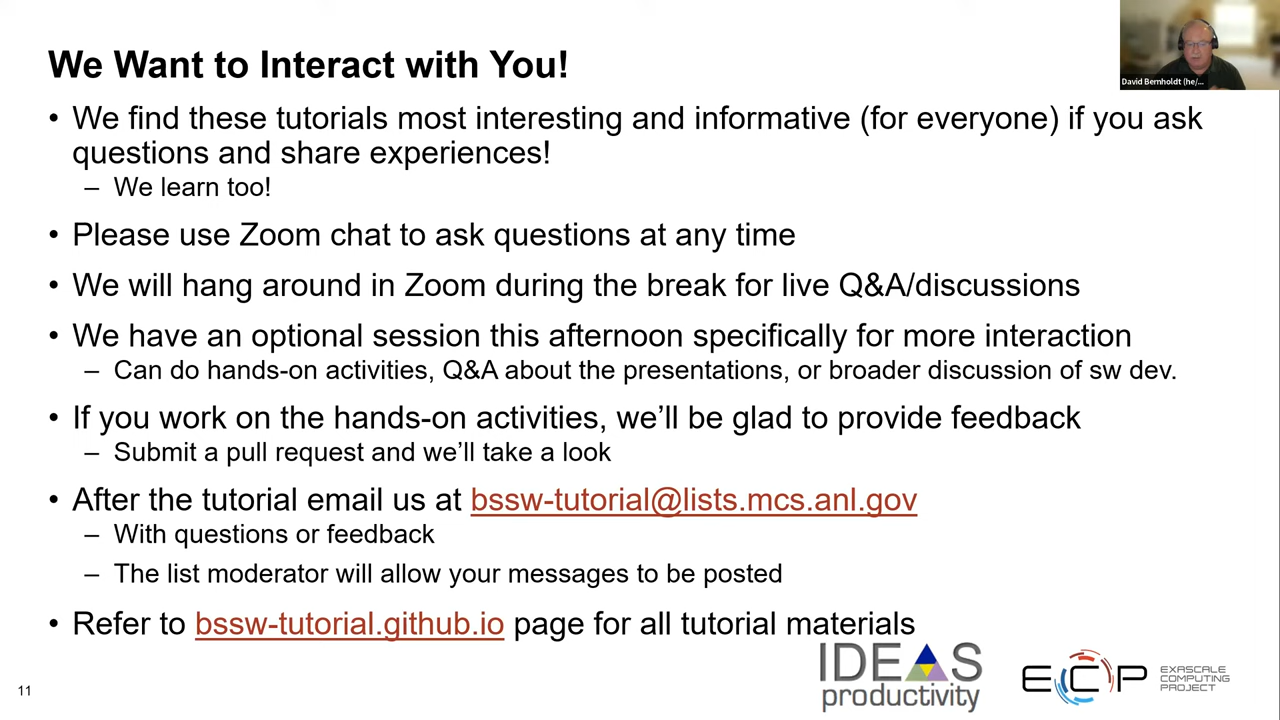 We Want to Interact with You!
David Bernholdt (he/...
• We find these tutorials most interesting and informative (for everyone) if you ask
questions and share experiences!
– We learn too!
• Please use Zoom chat to ask questions at any time
• We will hang around in Zoom during the break for live Q&A/discussions
• We have an optional session this afternoon specifically for more interaction
– Can do hands-on activities, Q&A about the presentations, or broader discussion of sw dev.
• If you work on the hands-on activities, we’ll be glad to provide feedback
– Submit a pull request and we’ll take a look
• After the tutorial email us at bssw-tutorial@lists.mcs.anl.gov
– With questions or feedback
– The list moderator will allow your messages to be posted
• Refer to bssw-tutorial.github.io page for all tutorial materials
11
IDEAS
productivity
ECP
EXASCALE
COMPUTING
PROJECT